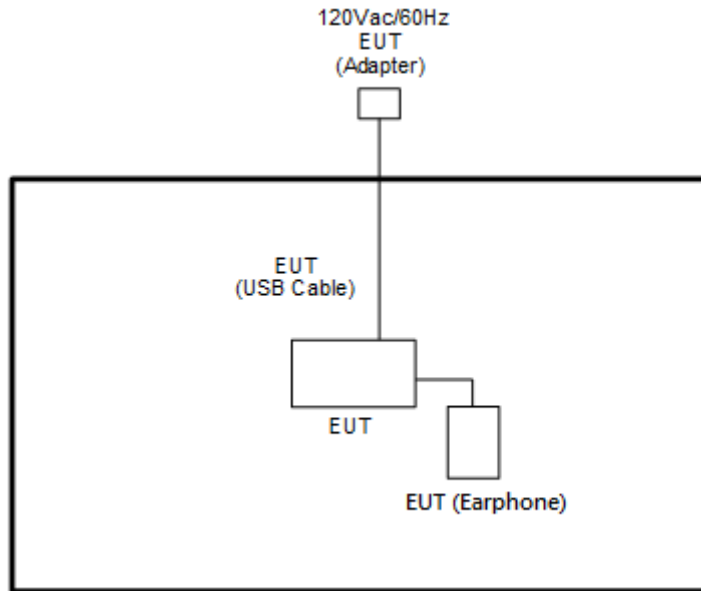 120Vac/60Hz
EUT
(Adapter)
EUT
(USB Cable)
EUT
EUT (Earphone)